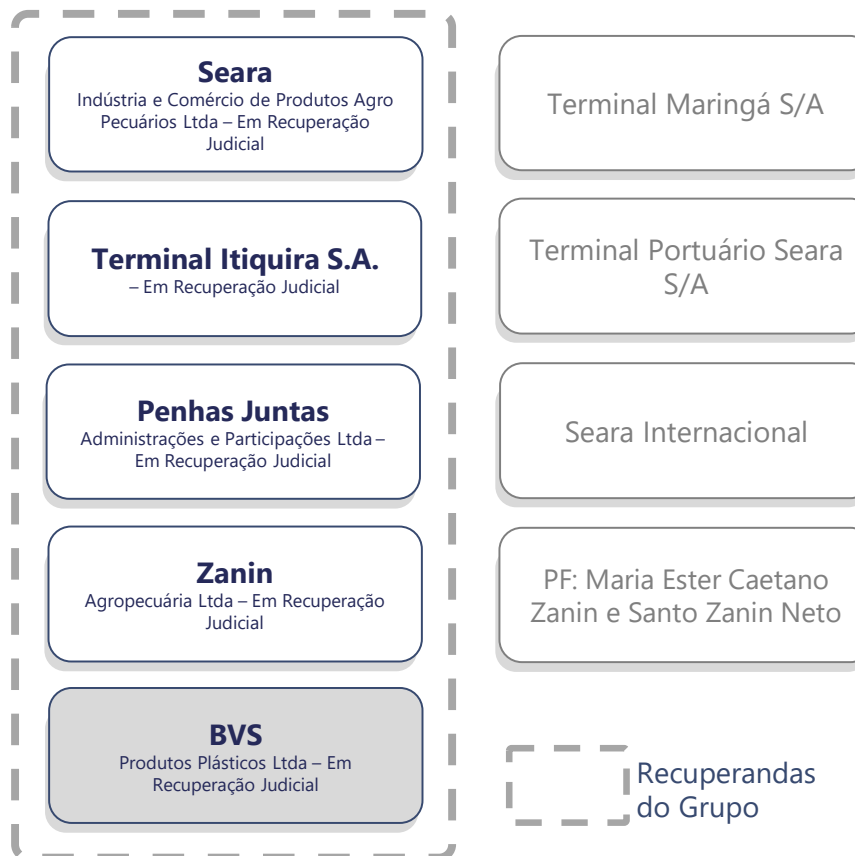 Seara
Indústria e Comércio de Produtos Agro
Pecuários Ltda – Em Recuperação
Judicial
Terminal Itiquira S.A.
– Em Recuperação Judicial
Penhas Juntas
Administrações e Participações Ltda –
Em Recuperação Judicial
Zanin
Agropecuária Ltda – Em Recuperação
Judicial
BVS
Produtos Plásticos Ltda – Em
Recuperação Judicial
Terminal Maringá S/A
Terminal Portuário Seara
S/A
Seara Internacional
PF: Maria Ester Caetano
Zanin e Santo Zanin Neto
Recuperandas
do Grupo